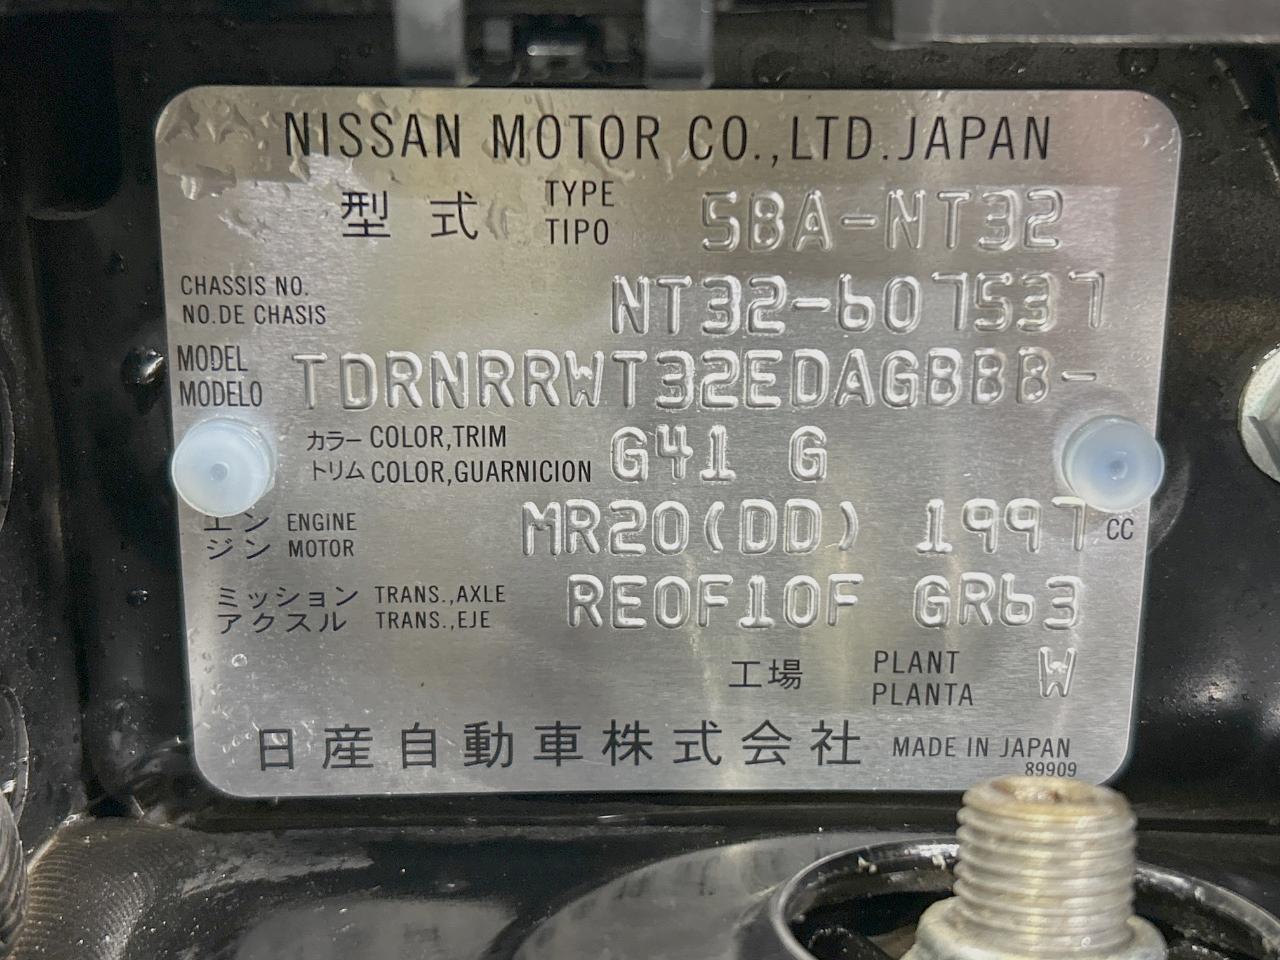 NISSAN MOTOR CO.,LTD.JAPAN
型式 TYPE 5BA-NT32
TIPO
CHASSIS NO. NT32-607537
NO.DE CHASIS
MODEL TDRNRRWT32EDAGBBB-
MODELO
カラー COLOR,TRIM G41 G
トリム COLOR,GUARNICION
エン ENGINE MR20(DD) 1997 CC
ジン MOTOR
ミッション TRANS.,AXLE RE0F10F GR63
アクスル TRANS.,EJE
工場 PLANT W
PLANTA
日産自動車株式会社 MADE IN JAPAN
89909